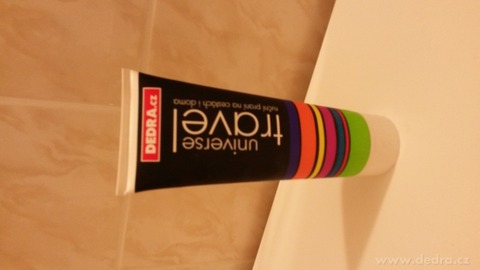 DEDRA.cz
universe
travel
ruční praní na cestách i doma
www.dedra.cz